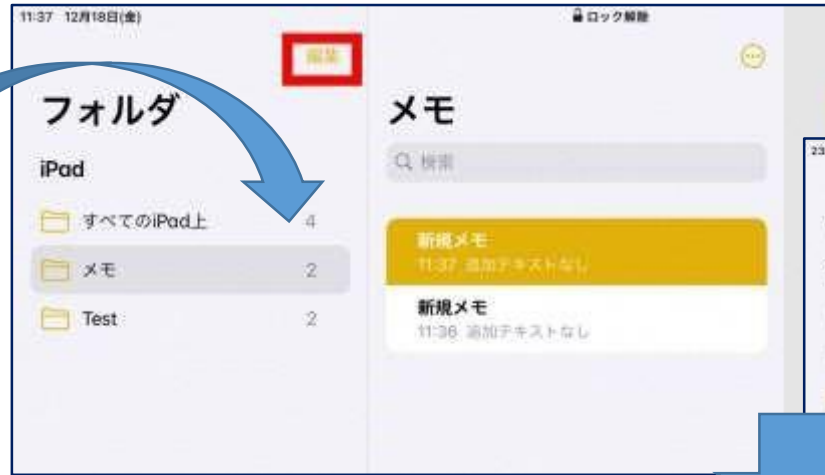 11:37 12月18日(金)
ロック解除
編集
フォルダ
メモ
iPad
検索
すべてのiPad上 4
メモ 2
Test 2
新規メモ
11:37 追加テキストなし
新規メモ
11:36 追加テキストなし
23